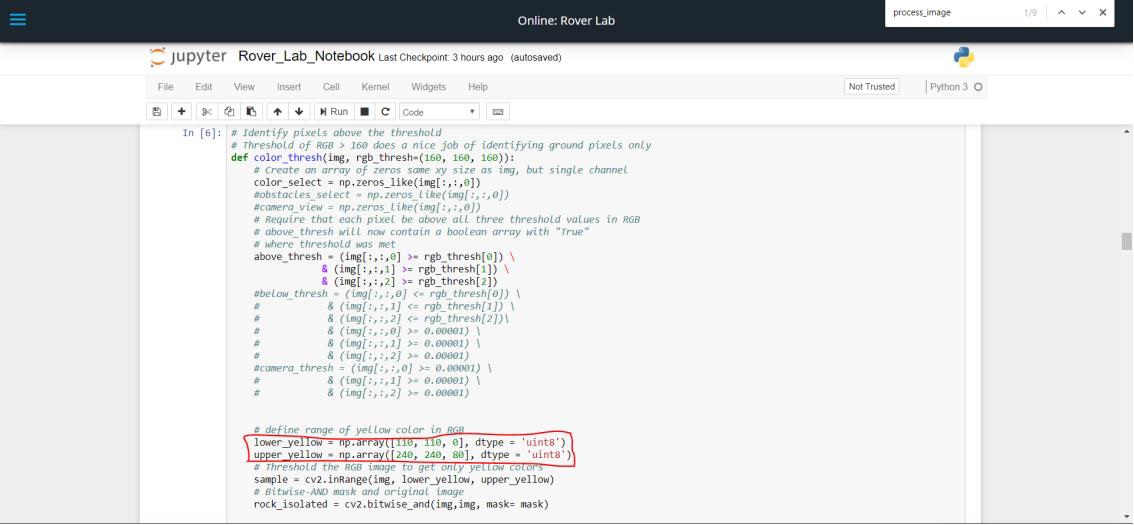 Online: Rover Lab
process_image 1/9
jupyter Rover_Lab_Notebook Last Checkpoint: 3 hours ago (autosaved)
File Edit View Insert Cell Kernel Widgets Help Not Trusted Python 3
Run Code
In [6]: # Identify pixels above the threshold
# Threshold of RGB > 160 does a nice job of identifying ground pixels only
def color_thresh(img, rgb_thresh=(160, 160, 160)):
    # Create an array of zeros same xy size as img, but single channel
    color_select = np.zeros_like(img[:,:,0])
    #obstacles_select = np.zeros_like(img[:,:,0])
    #camera_view = np.zeros_like(img[:,:,0])
    # Require that each pixel be above all three threshold values in RGB
    # above_thresh will now contain a boolean array with "True"
    # where threshold was met
    above_thresh = (img[:,:,0] >= rgb_thresh[0]) \
                & (img[:,:,1] >= rgb_thresh[1]) \
                & (img[:,:,2] >= rgb_thresh[2])
    #below_thresh = (img[:,:,0] <= rgb_thresh[0]) \
    #            & (img[:,:,1] <= rgb_thresh[1]) \
    #            & (img[:,:,2] <= rgb_thresh[2])\
    #            & (img[:,:,0] >= 0.00001) \
    #            & (img[:,:,1] >= 0.00001) \
    #            & (img[:,:,2] >= 0.00001)
    #camera_thresh = (img[:,:,0] >= 0.00001) \
    #            & (img[:,:,1] >= 0.00001) \
    #            & (img[:,:,2] >= 0.00001)
    # define range of yellow color in RGB
    lower_yellow = np.array([110, 110, 0], dtype = 'uint8')
    upper_yellow = np.array([240, 240, 80], dtype = 'uint8')
    # Threshold the RGB image to get only yellow colors
    sample = cv2.inRange(img, lower_yellow, upper_yellow)
    # Bitwise-AND mask and original image
    rock_isolated = cv2.bitwise_and(img,img, mask= mask)